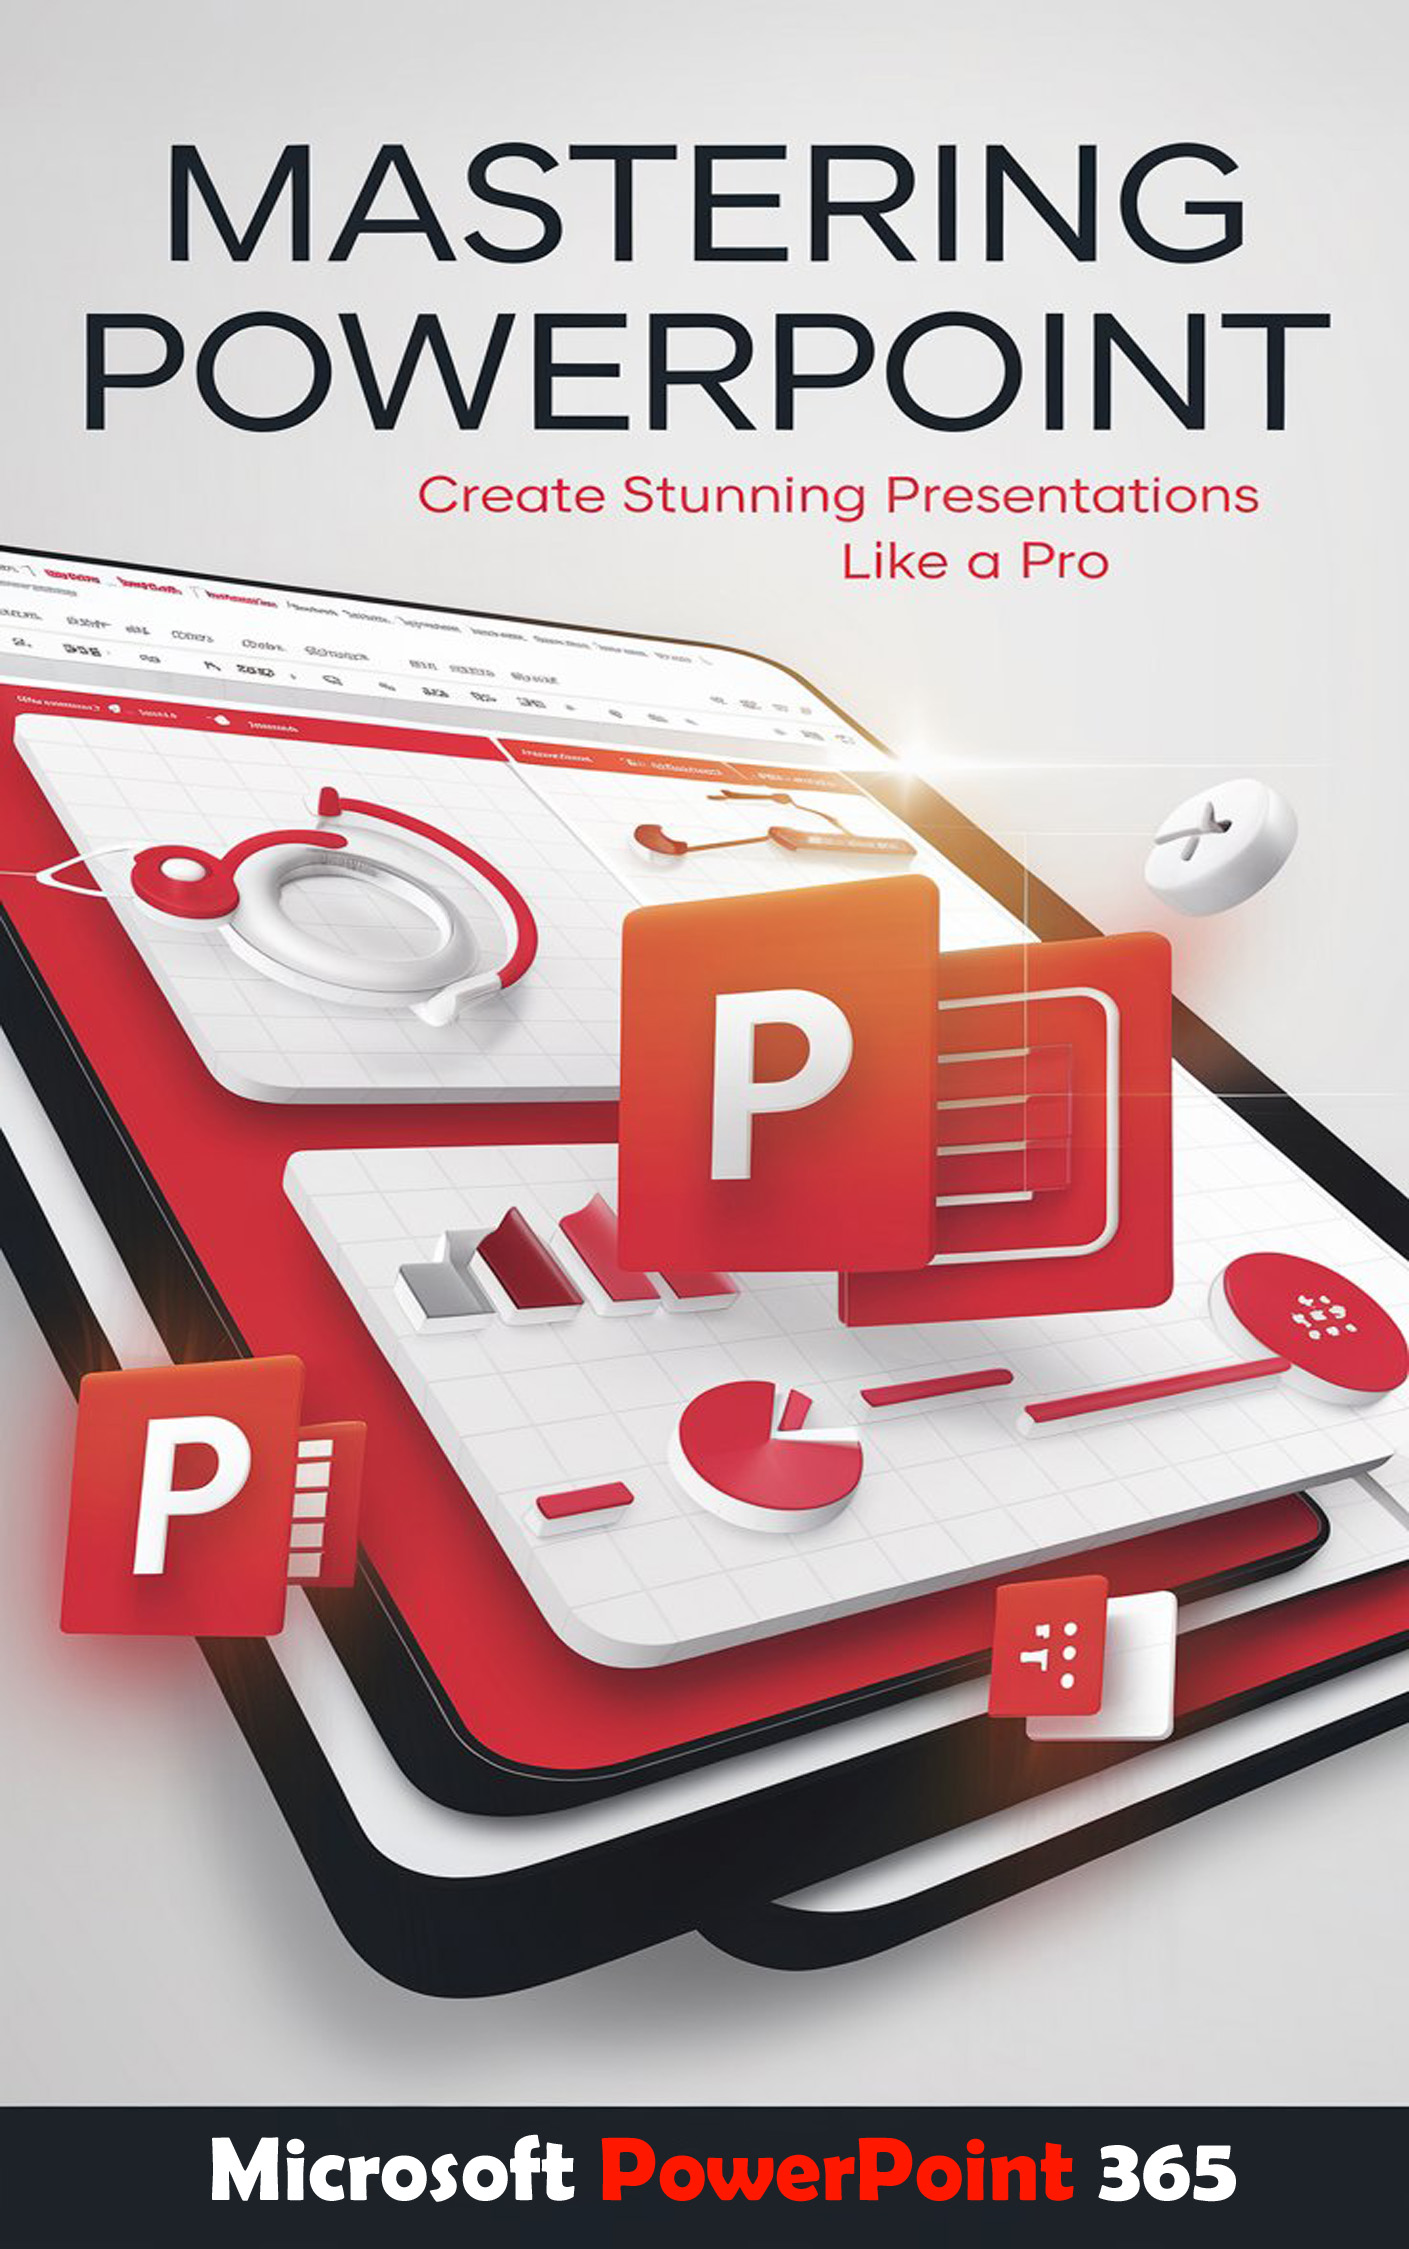 MASTERING
POWERPOINT
Create Stunning Presentations
Like a Pro
P
P
Microsoft PowerPoint 365